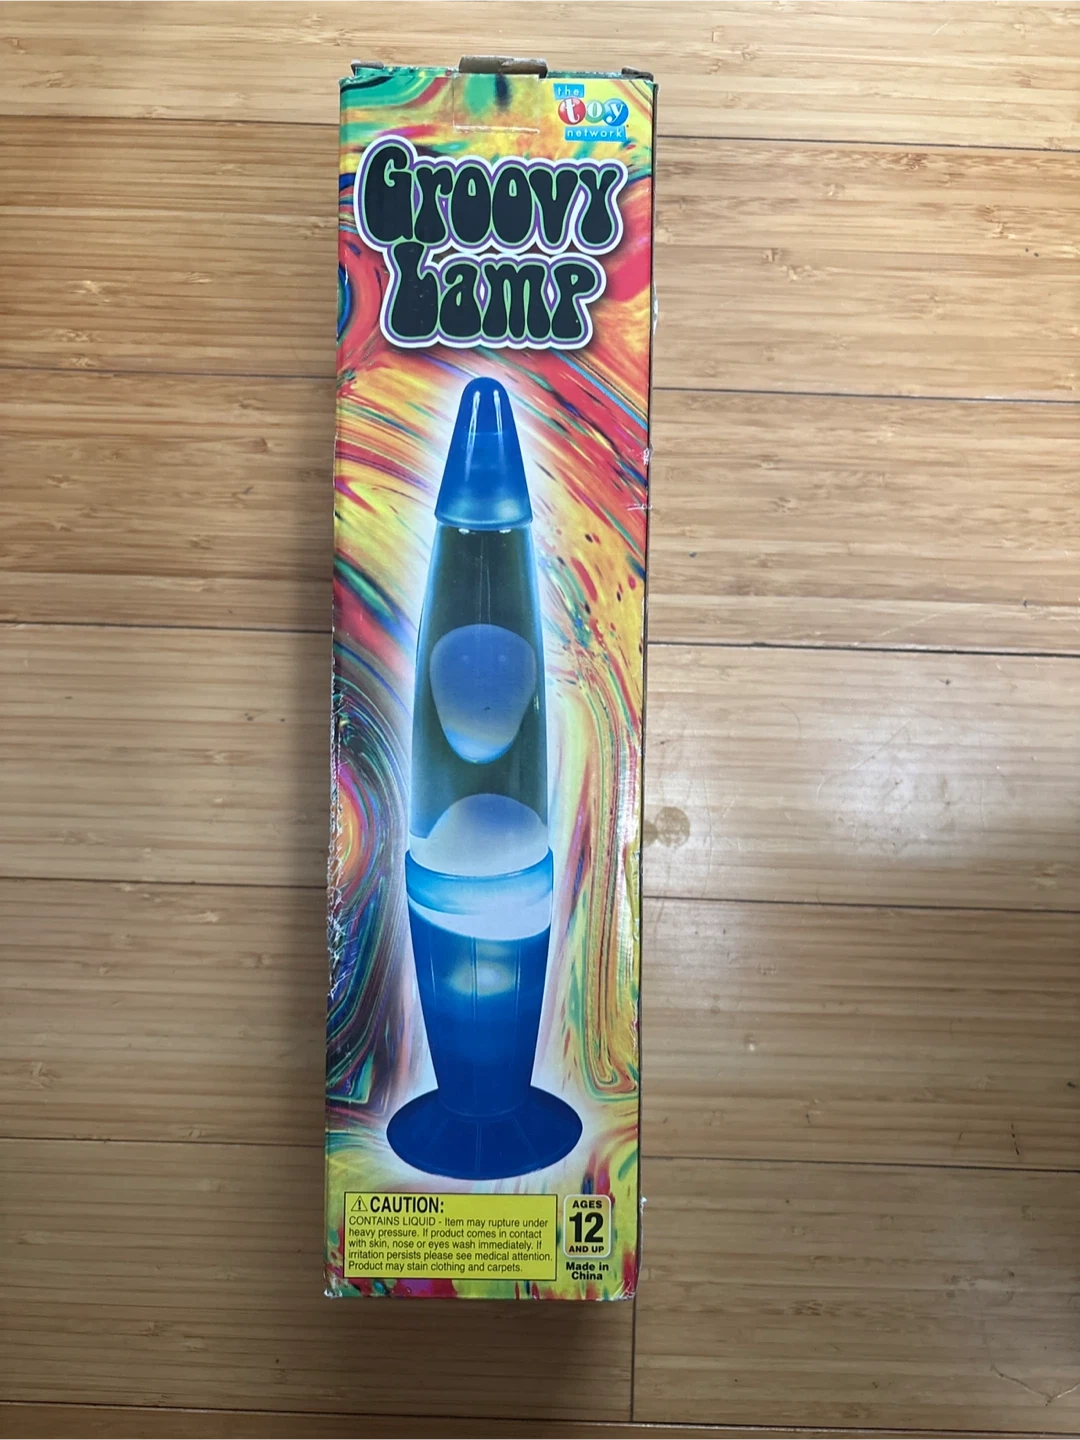 the
toy
network
Groovy
Lamp
CAUTION:
CONTAINS LIQUID - Item may rupture under
heavy pressure. If product comes in contact
with skin, nose or eyes wash immediately. If
irritation persists please see medical attention.
Product may stain clothing and carpets.
AGES
12
AND UP
Made in
China